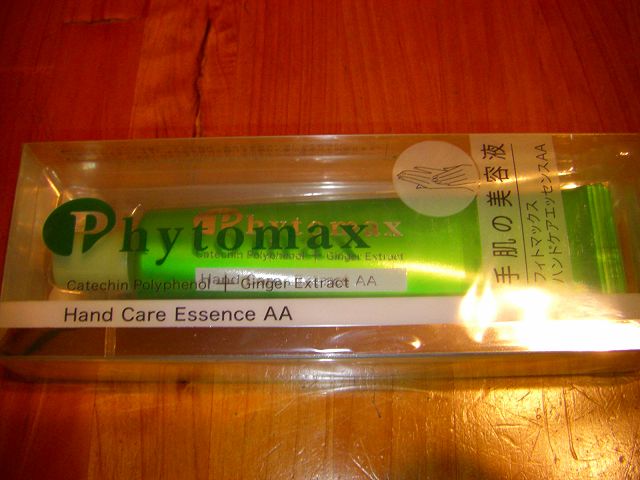 Phytomax
Catechin Polyphenol + Ginger Extract
Hand Care Essence AA
Phytomax
Catechin Polyphenol + Ginger Extract
手肌の美容液
フィトマックス
ハンドケアエッセンスAA